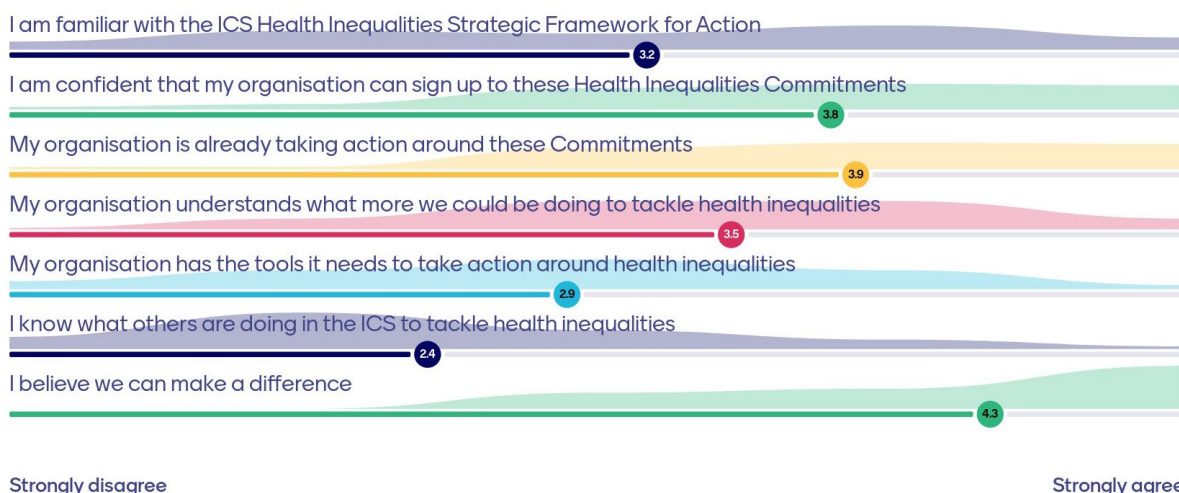 I am familiar with the ICS Health Inequalities Strategic Framework for Action
3.2
I am confident that my organisation can sign up to these Health Inequalities Commitments
3.8
My organisation is already taking action around these Commitments
3.9
My organisation understands what more we could be doing to tackle health inequalities
3.5
My organisation has the tools it needs to take action around health inequalities
2.9
I know what others are doing in the ICS to tackle health inequalities
2.4
I believe we can make a difference
4.3
Strongly disagree Strongly agree